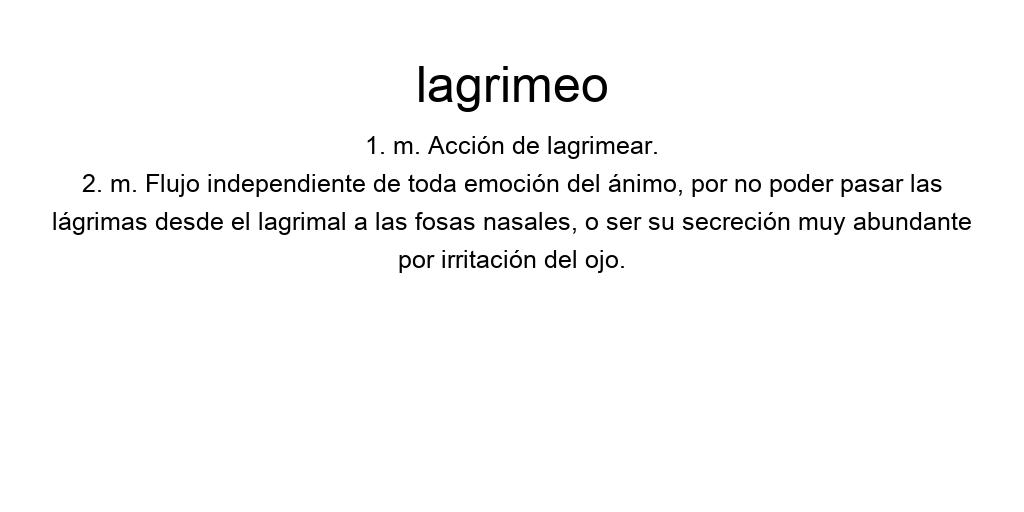 lagrimeo
1. m. Acción de lagrimear.
2. m. Flujo independiente de toda emoción del ánimo, por no poder pasar las
lágrimas desde el lagrimal a las fosas nasales, o ser su secreción muy abundante
por irritación del ojo.